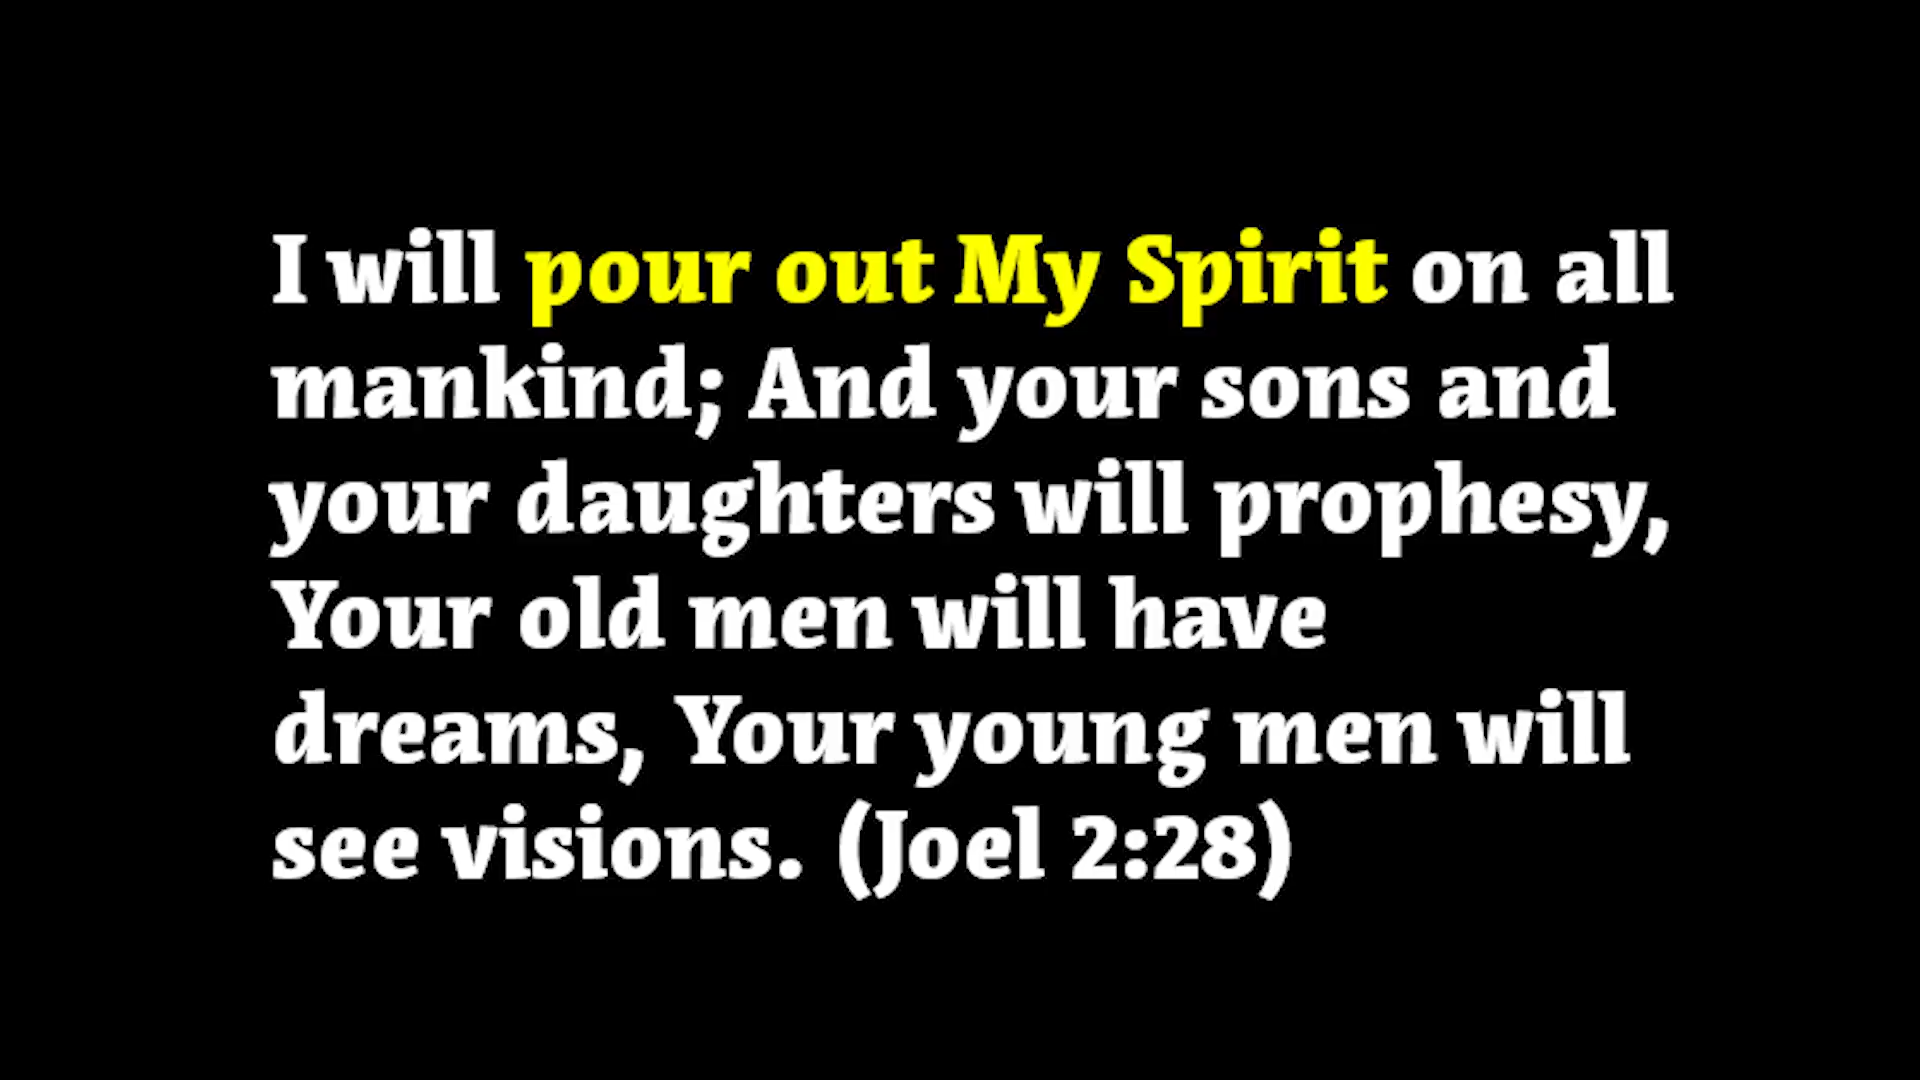 I will pour out My Spirit on all
mankind; And your sons and
your daughters will prophesy,
Your old men will have
dreams, Your young men will
see visions. (Joel 2:28)